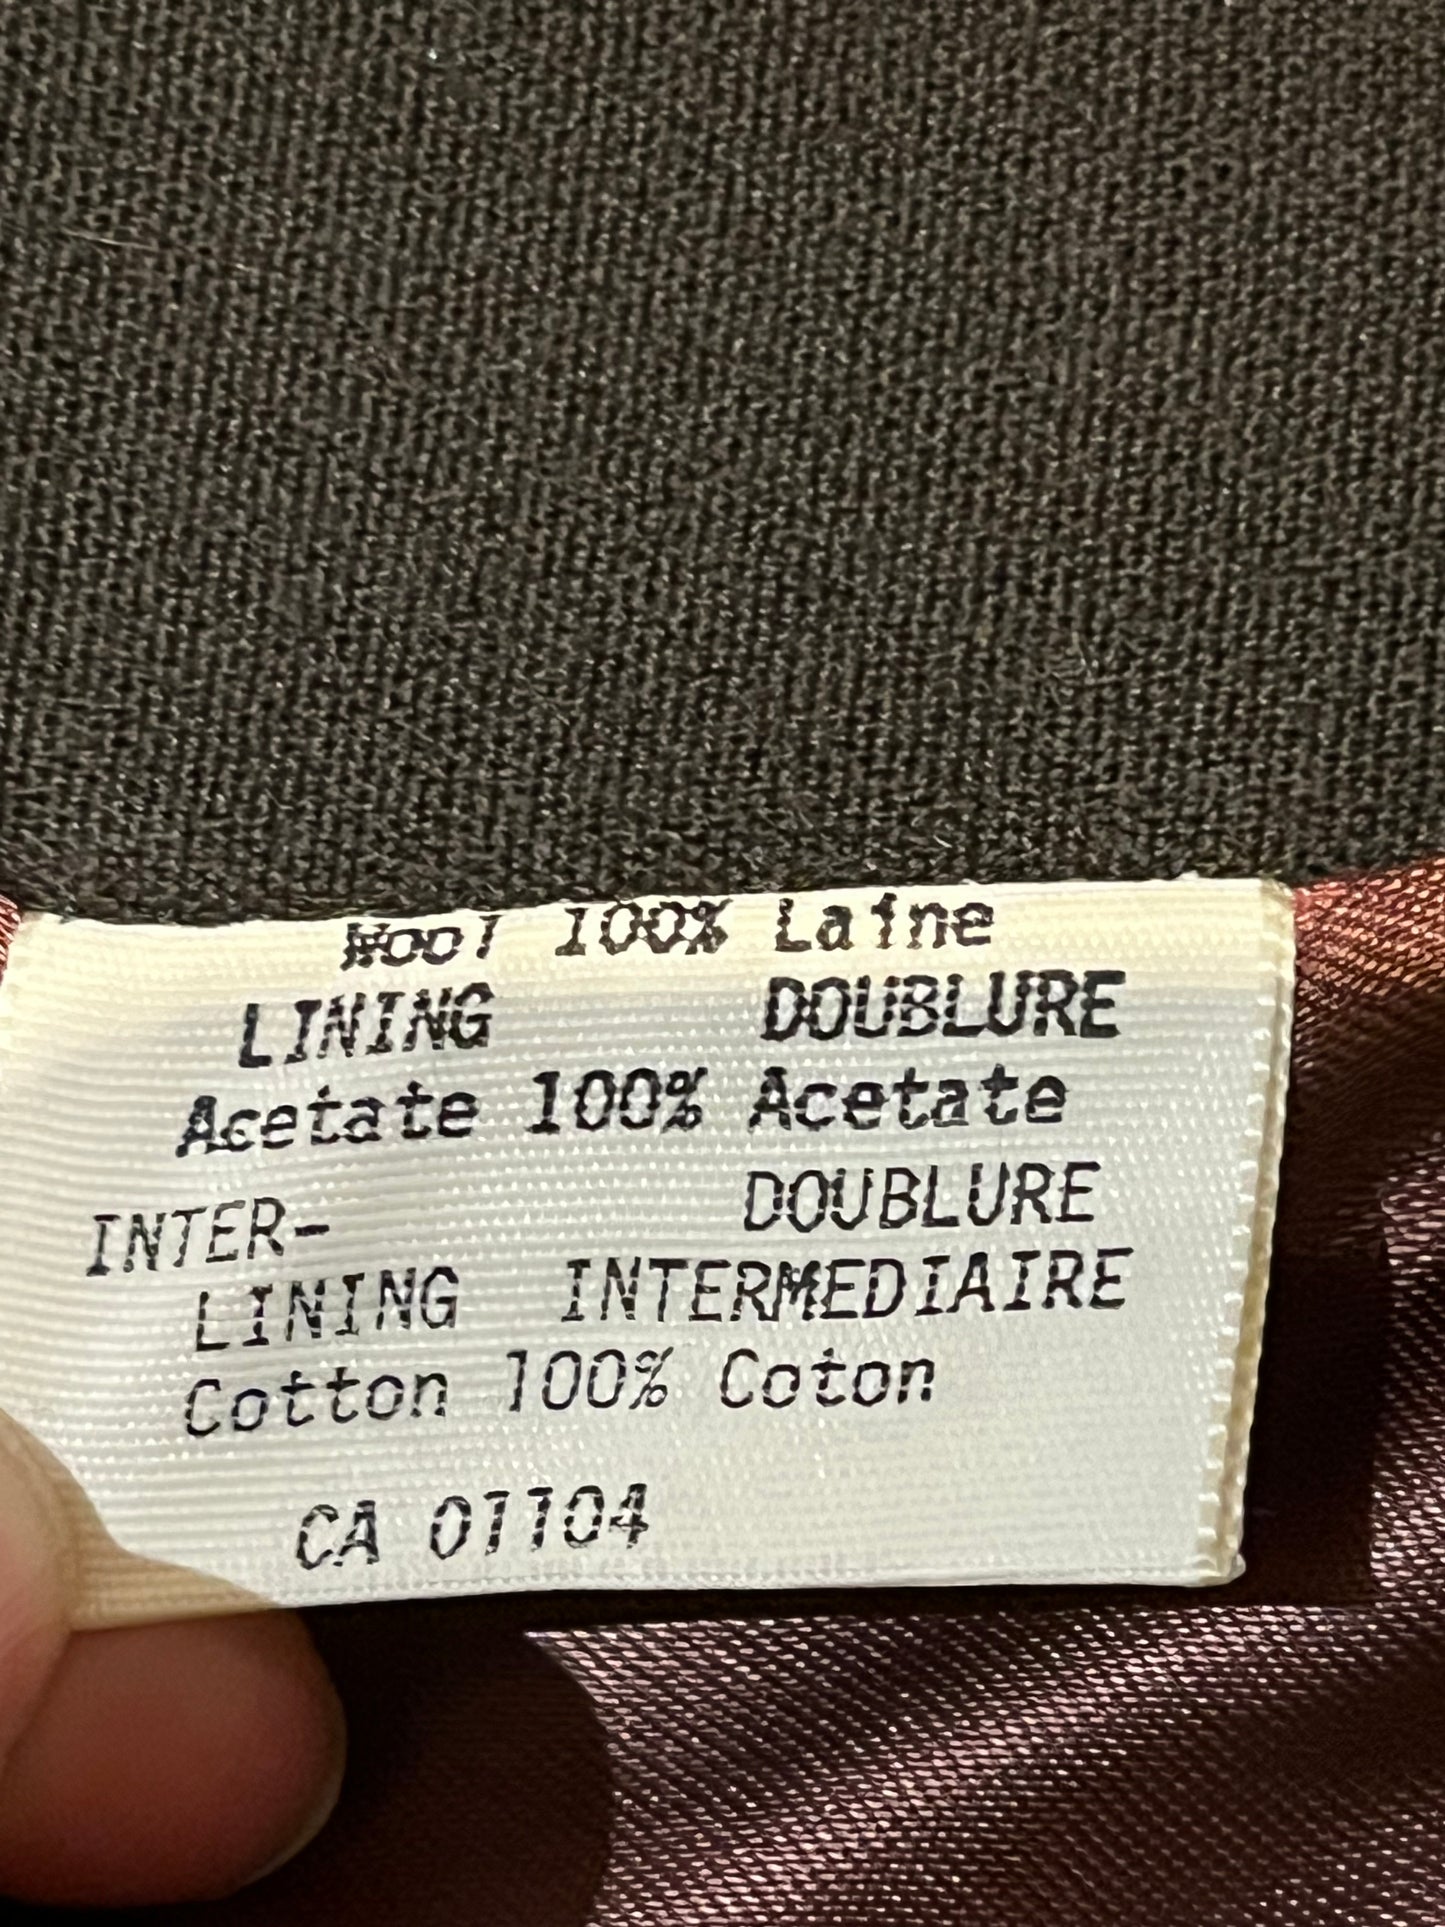 Wool 100% Laine
LINING DOUBLURE
Acetate 100% Acetate
INTER- DOUBLURE
LINING INTERMEDIAIRE
Cotton 100% Coton
CA 01104